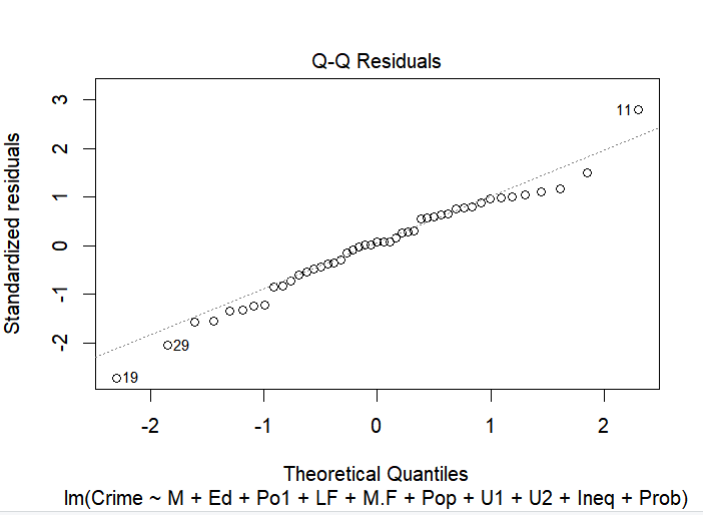 Q-Q Residuals
Standardized residuals
3
2
1
0
-1
-2
11
29
19
-2 -1 0 1 2
Theoretical Quantiles
lm(Crime ~ M + Ed + Po1 + LF + M.F + Pop + U1 + U2 + Ineq + Prob)